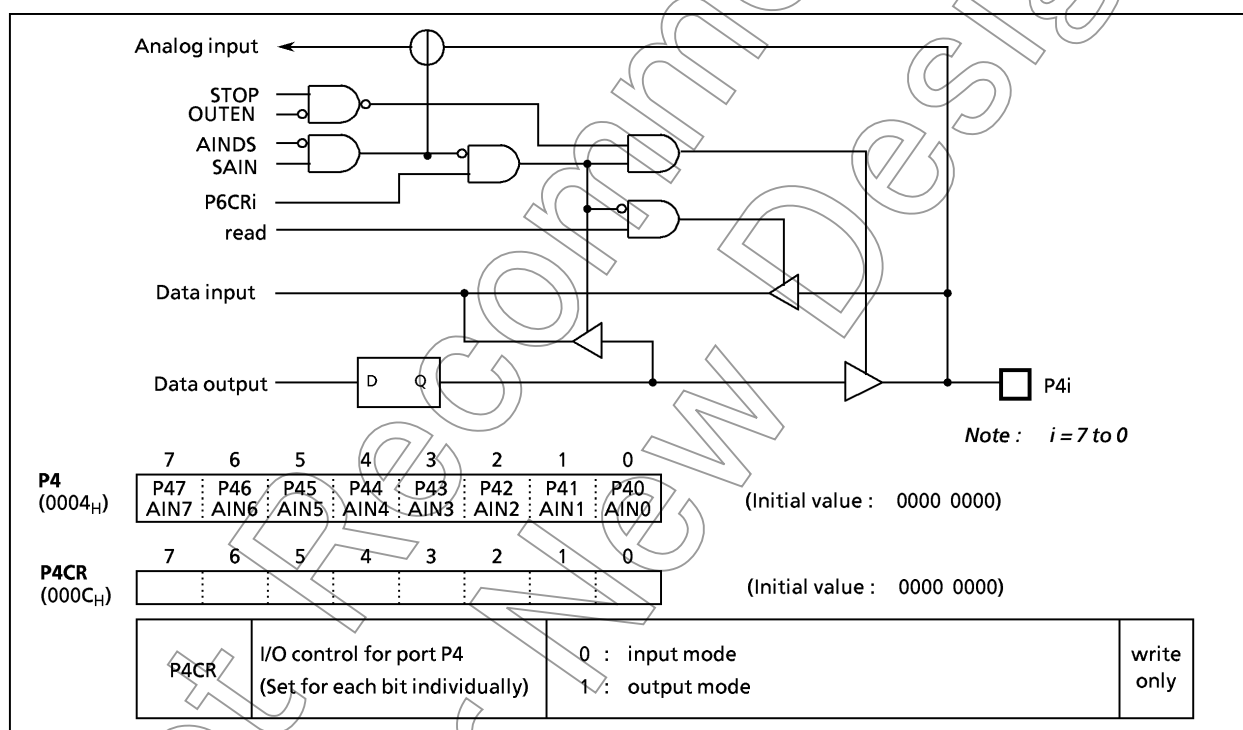 Analog input
STOP
OUTEN
AINDS
SAIN
P6CRi
read
Data input
Data output
D Q
P4i
Note : i = 7 to 0
7 6 5 4 3 2 1 0
P4 (0004H)
P47 P46 P45 P44 P43 P42 P41 P40
AIN7 AIN6 AIN5 AIN4 AIN3 AIN2 AIN1 AIN0
(Initial value : 0000 0000)
7 6 5 4 3 2 1 0
P4CR (000CH)
(Initial value : 0000 0000)
P4CR
I/O control for port P4
(Set for each bit individually)
0 : input mode
1 : output mode
write
only